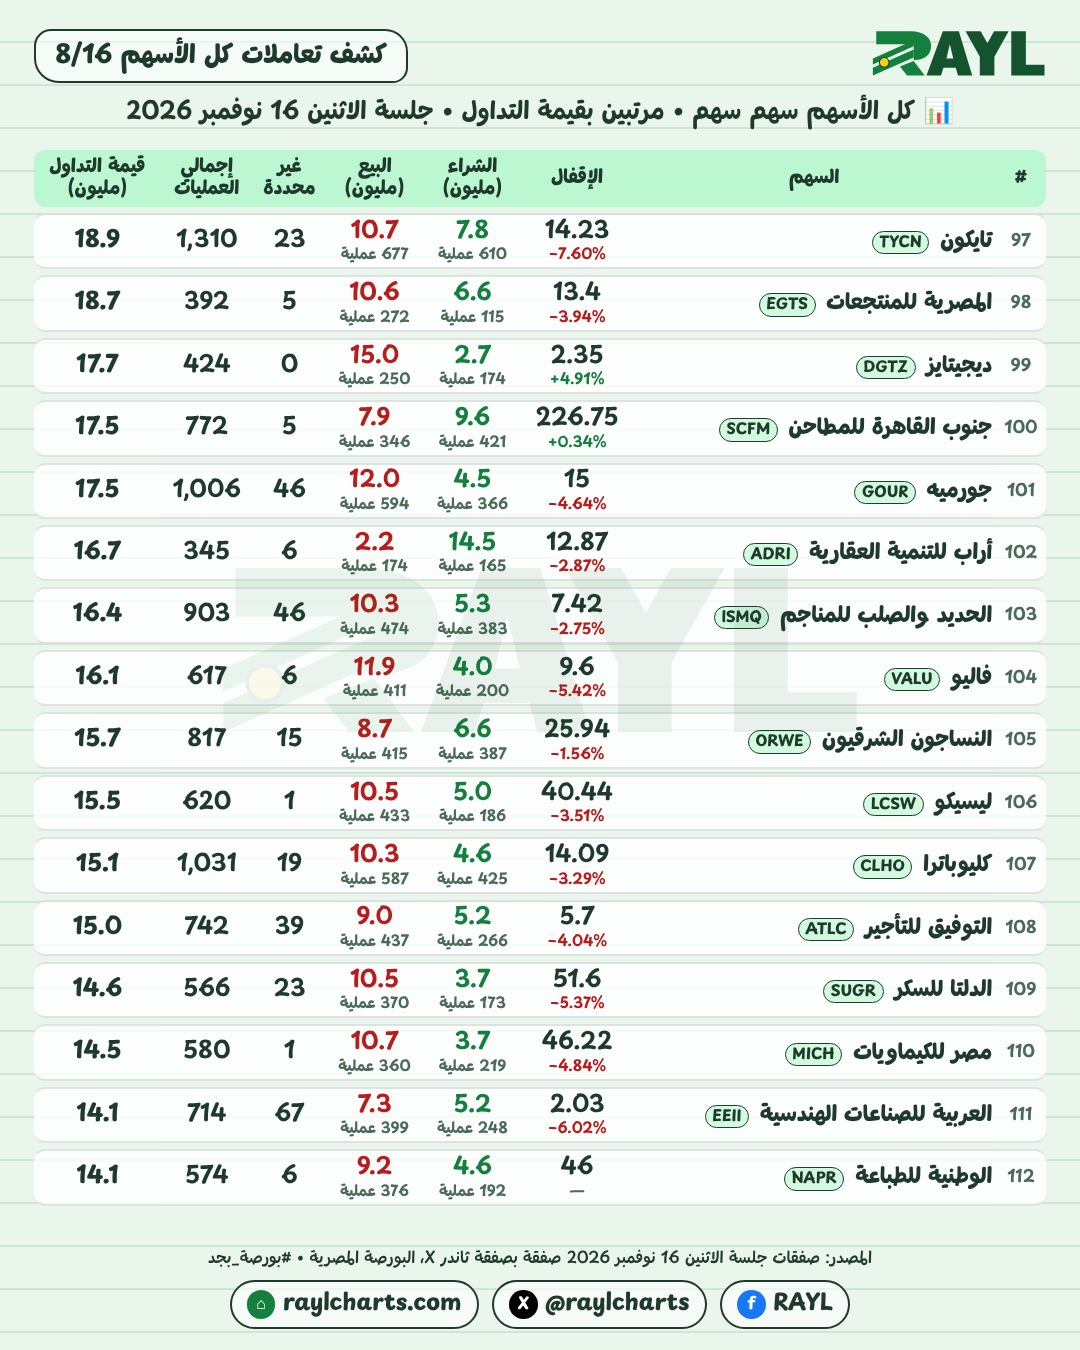 RAYL
كشف تعاملات كل الأسهم 8/16
📊 كل الأسهم سهم سهم • مرتبين بقيمة التداول • جلسة الاثنين 16 نوفمبر 2026
# السهم الإقفال الشراء (مليون) البيع (مليون) غير محددة إجمالي العمليات قيمة التداول (مليون)
97 تايكون TYCN 14.23 7.8 10.7 23 1,310 18.9
-7.60% 610 عملية 677 عملية
98 المصرية للمنتجعات EGTS 13.4 6.6 10.6 5 392 18.7
-3.94% 115 عملية 272 عملية
99 ديجيتايز DGTZ 2.35 2.7 15.0 0 424 17.7
+4.91% 174 عملية 250 عملية
100 جنوب القاهرة للمطاحن SCFM 226.75 9.6 7.9 5 772 17.5
+0.34% 421 عملية 346 عملية
101 جورميه GOUR 15 4.5 12.0 46 1,006 17.5
-4.64% 366 عملية 594 عملية
102 أراب للتنمية العقارية ADRI 12.87 14.5 2.2 6 345 16.7
-2.87% 165 عملية 174 عملية
103 الحديد والصلب للمناجم ISMQ 7.42 5.3 10.3 46 903 16.4
-2.75% 383 عملية 474 عملية
104 فاليو VALU 9.6 4.0 11.9 6 617 16.1
-5.42% 200 عملية 411 عملية
105 النساجون الشرقيون ORWE 25.94 6.6 8.7 15 817 15.7
-1.56% 387 عملية 415 عملية
106 ليسيكو LCSW 40.44 5.0 10.5 1 620 15.5
-3.51% 186 عملية 433 عملية
107 كليوباترا CLHO 14.09 4.6 10.3 19 1,031 15.1
-3.29% 425 عملية 587 عملية
108 التوفيق للتأجير ATLC 5.7 5.2 9.0 39 742 15.0
-4.04% 266 عملية 437 عملية
109 الدلتا للسكر SUGR 51.6 3.7 10.5 23 566 14.6
-5.37% 173 عملية 370 عملية
110 مصر للكيماويات MICH 46.22 3.7 10.7 1 580 14.5
-4.84% 219 عملية 360 عملية
111 العربية للصناعات الهندسية EEII 2.03 5.2 7.3 67 714 14.1
-6.02% 248 عملية 399 عملية
112 الوطنية للطباعة NAPR 46 4.6 9.2 6 574 14.1
— 192 عملية 376 عملية
المصدر: صفقات جلسة الاثنين 16 نوفمبر 2026 صفقة بصفقة ثاندر X، البورصة المصرية • #بورصة_بجد
raylcharts.com @raylcharts RAYL